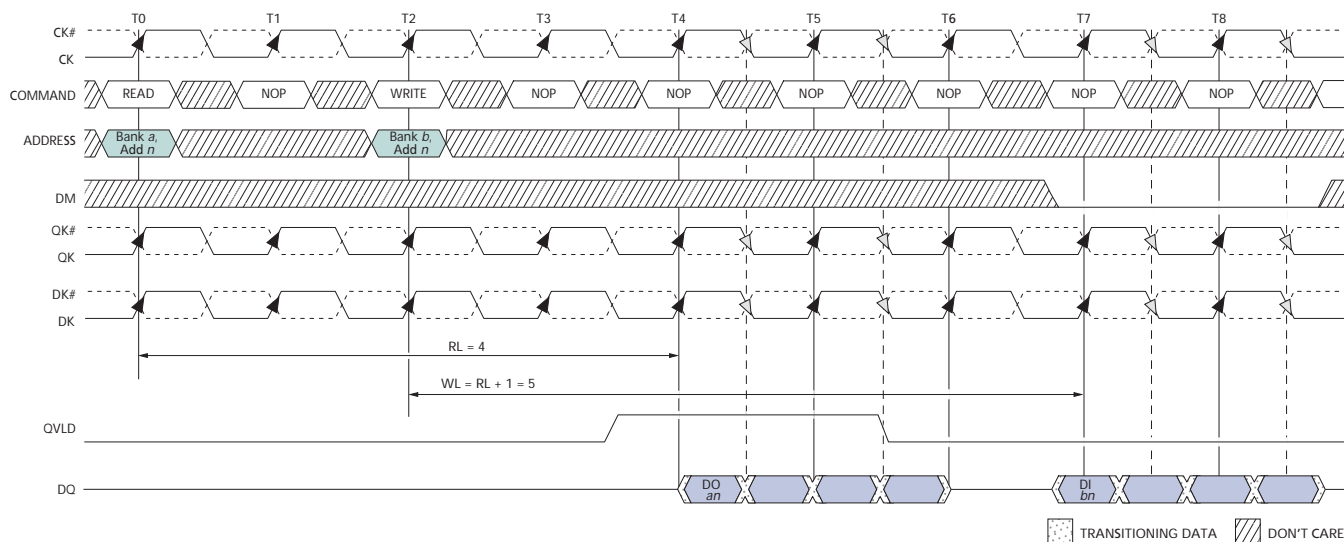 T0 T1 T2 T3 T4 T5 T6 T7 T8
CK#
CK
COMMAND READ NOP WRITE NOP NOP NOP NOP NOP NOP
ADDRESS Bank a, Bank b,
Add n Add n
DM
QK#
QK
DK#
DK
RL = 4
WL = RL + 1 = 5
QVLD
DQ DO DI
an bn
TRANSITIONING DATA DON'T CARE